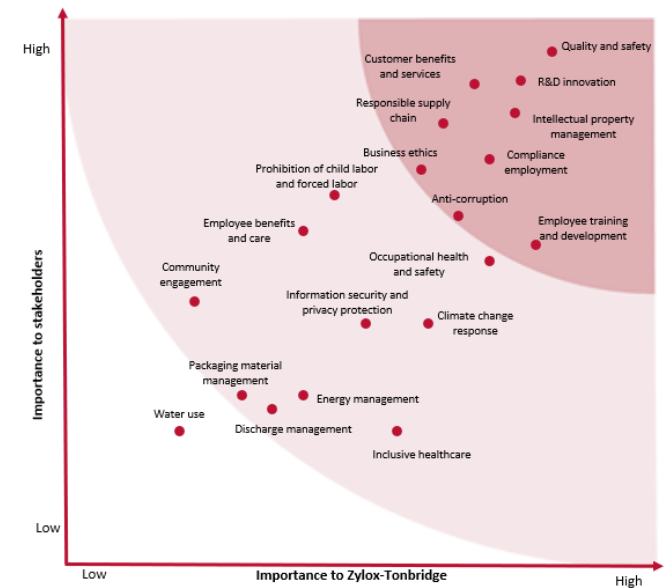 High
Quality and safety
Customer benefits
and services
R&D innovation
Responsible supply
chain
Intellectual property
management
Business ethics
Compliance
employment
Prohibition of child labor
and forced labor
Anti-corruption
Employee benefits
and care
Employee training
and development
Occupational health
and safety
Community
engagement
Information security and
privacy protection
Climate change
response
Packaging material
management
Energy management
Water use
Discharge management
Inclusive healthcare
Importance to stakeholders
Low
Low
Importance to Zylox-Tonbridge
High